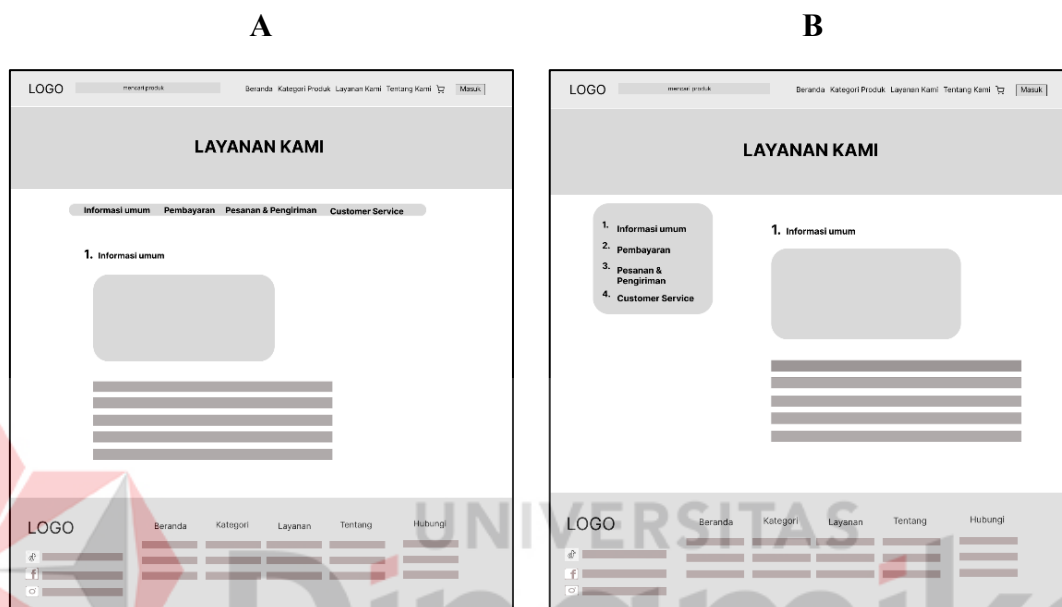 A
B
LOGO
mencari produk
Beranda Kategori Produk Layanan Kami Tentang Kami Masuk
LAYANAN KAMI
Informasi umum Pembayaran Pesanan & Pengiriman Customer Service
1. Informasi umum
LOGO
Beranda Kategori Layanan Tentang Hubungi
LOGO
mencari produk
Beranda Kategori Produk Layanan Kami Tentang Kami Masuk
LAYANAN KAMI
1. Informasi umum
2. Pembayaran
3. Pesanan &
Pengiriman
4. Customer Service
1. Informasi umum
LOGO
Beranda Kategori Layanan Tentang Hubungi
UNIVERSITAS
Dinamika